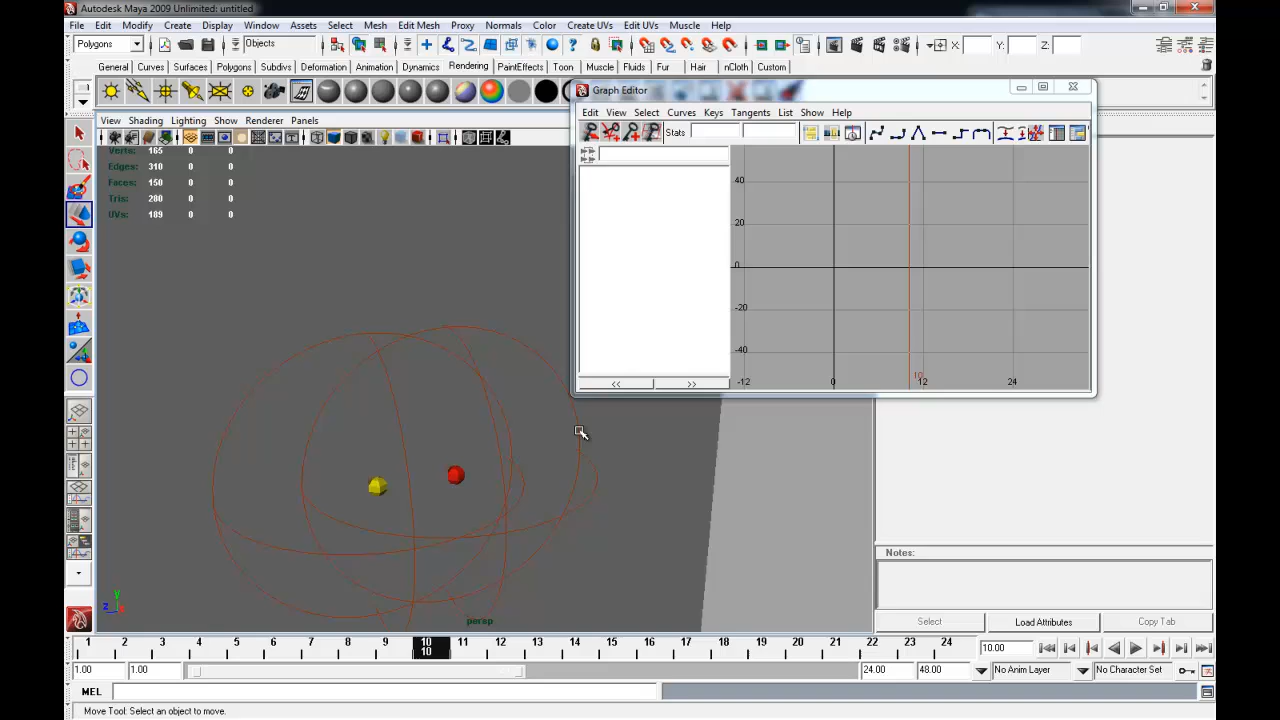 Autodesk Maya 2009 Unlimited: untitled
File Edit Modify Create Display Window Assets Select Mesh Edit Mesh Proxy Normals Color Create UVs Edit UVs Muscle Help
Polygons Objects X: Y: Z:
General Curves Surfaces Polygons Subdivs Deformation Animation Dynamics Rendering PaintEffects Toon Muscle Fluids Fur Hair nCloth Custom
Graph Editor
Edit View Select Curves Keys Tangents List Show Help
Stats
View Shading Lighting Show Renderer Panels
Verts: 165 0 0
Edges: 310 0 0
Faces: 150 0 0
Tris: 280 0 0
UVs: 189 0 0
40
20
0
-20
-40
10
-12 0 12 24
<< >>
Notes:
Select Load Attributes Copy Tab
persp
1 2 3 4 5 6 7 8 9 10 11 12 13 14 15 16 17 18 19 20 21 22 23 24
10
10.00
1.00 1.00 24.00 48.00 No Anim Layer No Character Set
MEL
Move Tool: Select an object to move.